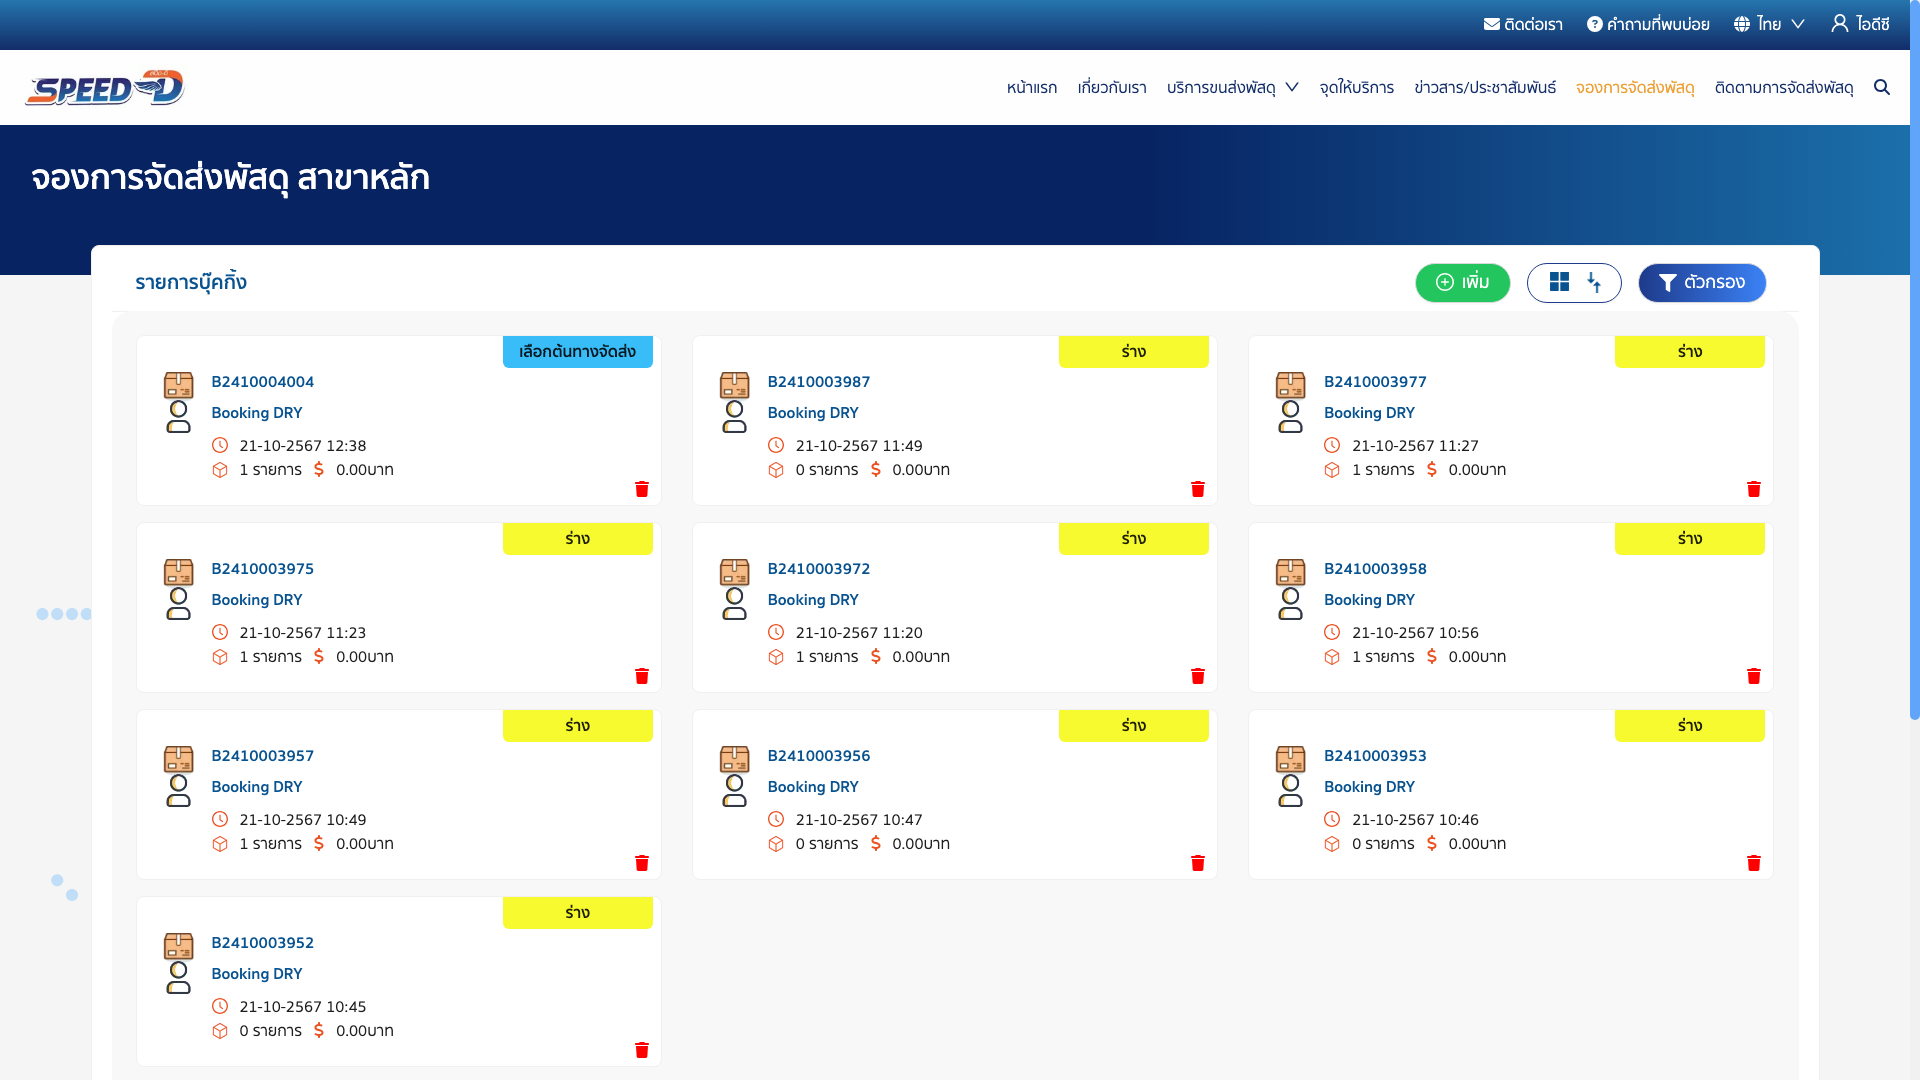 ติดต่อเรา คำถามที่พบบ่อย ไทย ไอดีซี
SPEED-D
หน้าแรก เกี่ยวกับเรา บริการขนส่งพัสดุ จุดให้บริการ ข่าวสาร/ประชาสัมพันธ์ จองการจัดส่งพัสดุ ติดตามการจัดส่งพัสดุ
จองการจัดส่งพัสดุ สาขาหลัก
รายการบุ๊คกิ้ง เพิ่ม ตัวกรอง
เลือกต้นทางจัดส่ง
B2410004004
Booking DRY
21-10-2567 12:38
1 รายการ $ 0.00บาท
ร่าง
B2410003987
Booking DRY
21-10-2567 11:49
0 รายการ $ 0.00บาท
ร่าง
B2410003977
Booking DRY
21-10-2567 11:27
1 รายการ $ 0.00บาท
ร่าง
B2410003975
Booking DRY
21-10-2567 11:23
1 รายการ $ 0.00บาท
ร่าง
B2410003972
Booking DRY
21-10-2567 11:20
1 รายการ $ 0.00บาท
ร่าง
B2410003958
Booking DRY
21-10-2567 10:56
1 รายการ $ 0.00บาท
ร่าง
B2410003957
Booking DRY
21-10-2567 10:49
1 รายการ $ 0.00บาท
ร่าง
B2410003956
Booking DRY
21-10-2567 10:47
0 รายการ $ 0.00บาท
ร่าง
B2410003953
Booking DRY
21-10-2567 10:46
0 รายการ $ 0.00บาท
ร่าง
B2410003952
Booking DRY
21-10-2567 10:45
0 รายการ $ 0.00บาท